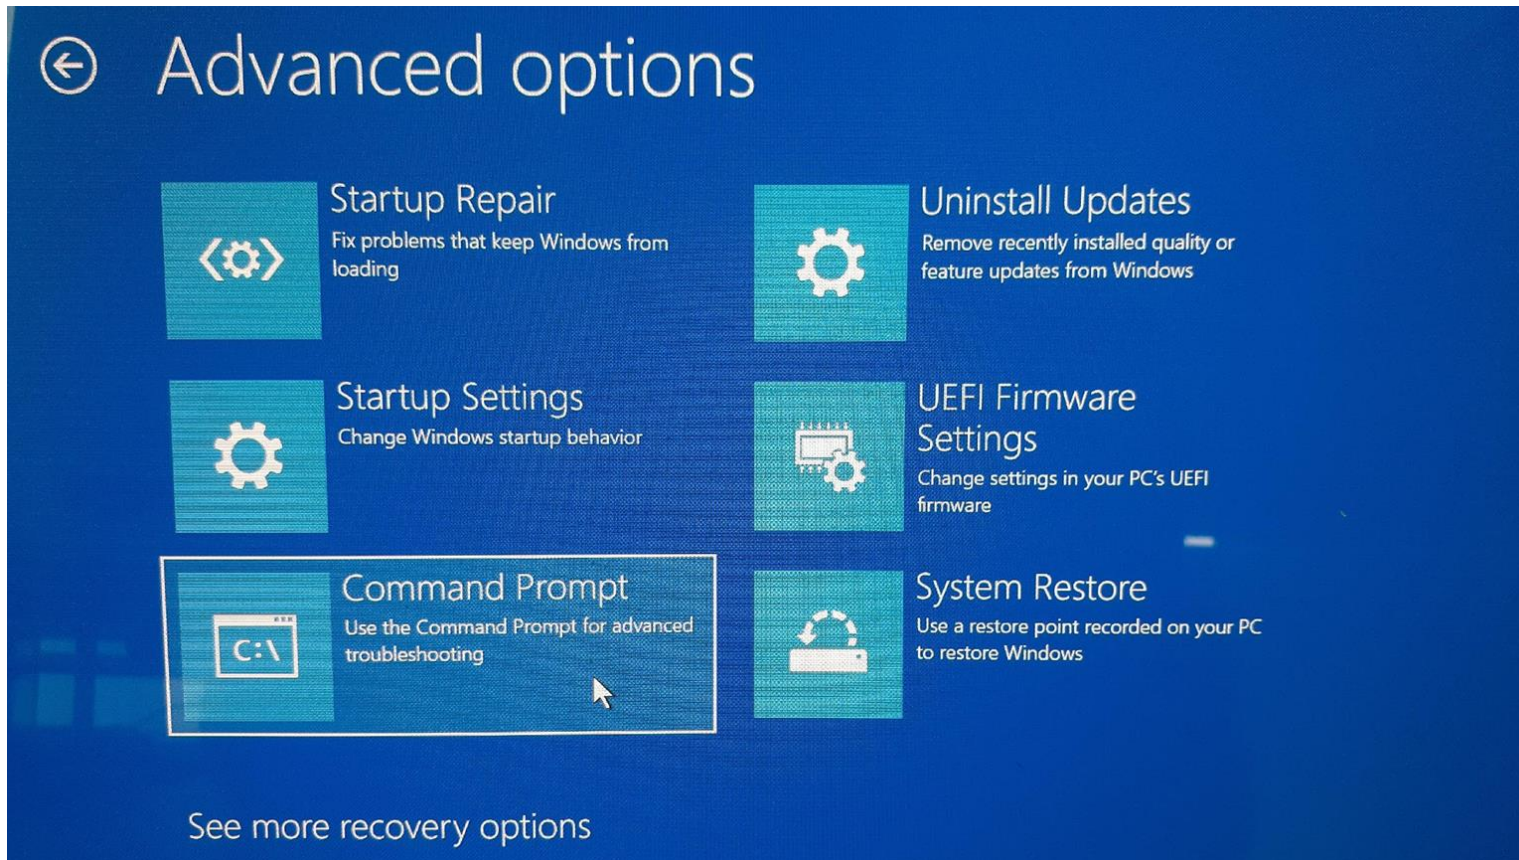 Advanced options
Startup Repair
Fix problems that keep Windows from
loading
Uninstall Updates
Remove recently installed quality or
feature updates from Windows
Startup Settings
Change Windows startup behavior
UEFI Firmware
Settings
Change settings in your PC's UEFI
firmware
Command Prompt
Use the Command Prompt for advanced
troubleshooting
C:\
System Restore
Use a restore point recorded on your PC
to restore Windows
See more recovery options